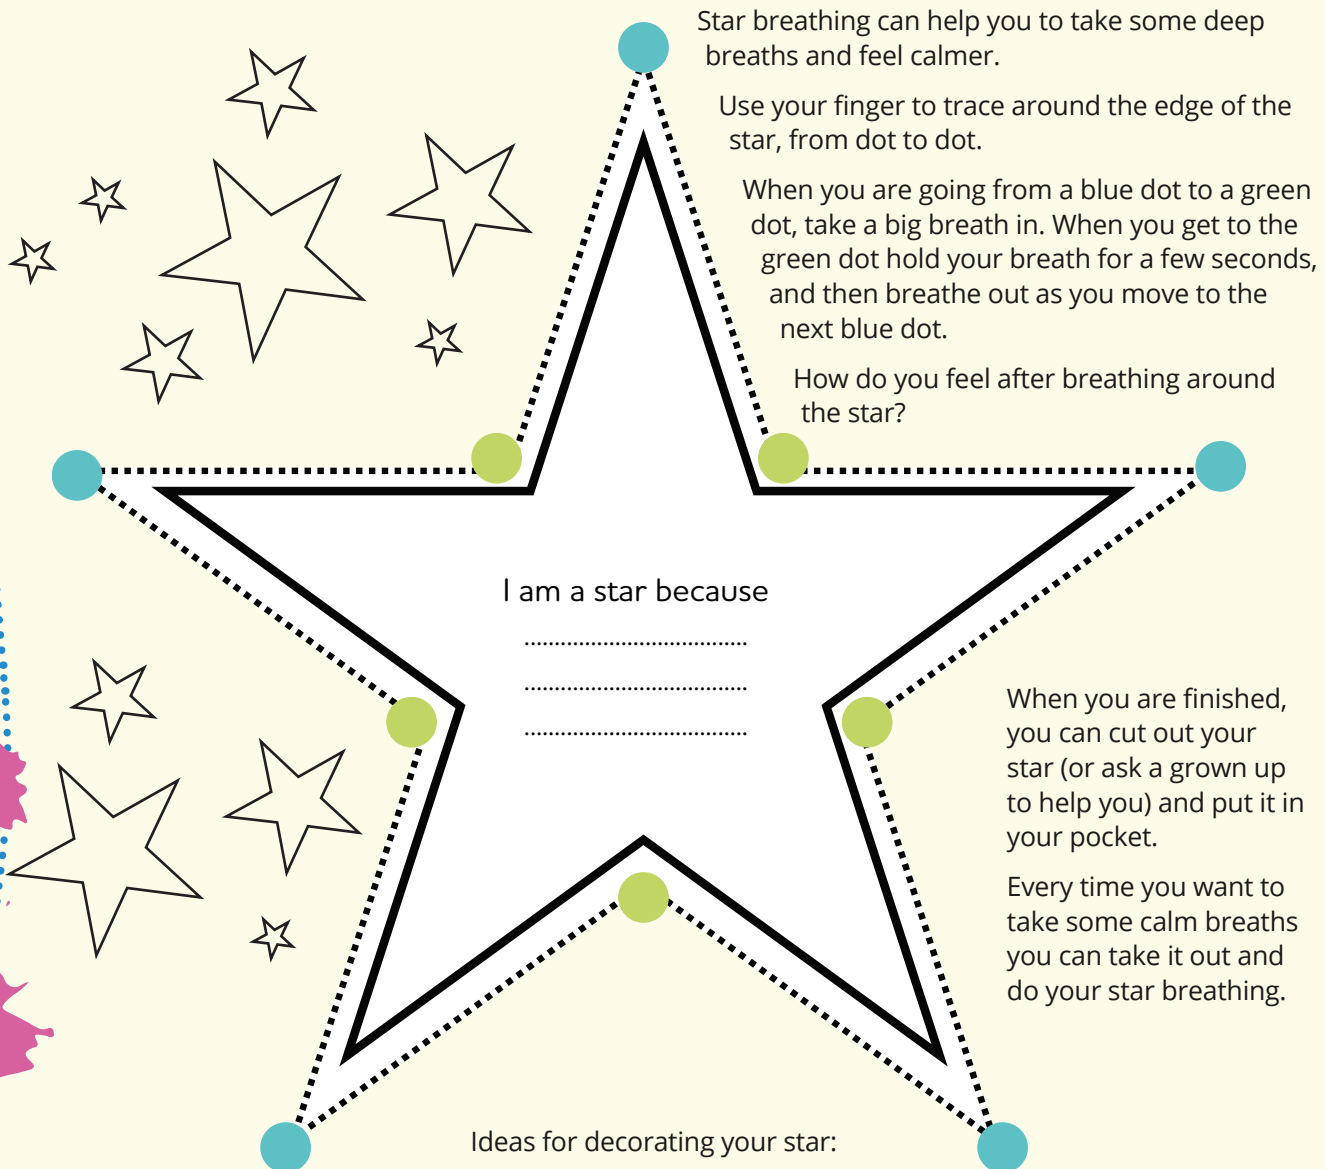 Star breathing can help you to take some deep
breaths and feel calmer.
Use your finger to trace around the edge of the
star, from dot to dot.
When you are going from a blue dot to a green
dot, take a big breath in. When you get to the
green dot hold your breath for a few seconds,
and then breathe out as you move to the
next blue dot.
How do you feel after breathing around
the star?
I am a star because
When you are finished,
you can cut out your
star (or ask a grown up
to help you) and put it in
your pocket.
Every time you want to
take some calm breaths
you can take it out and
do your star breathing.
Ideas for decorating your star: